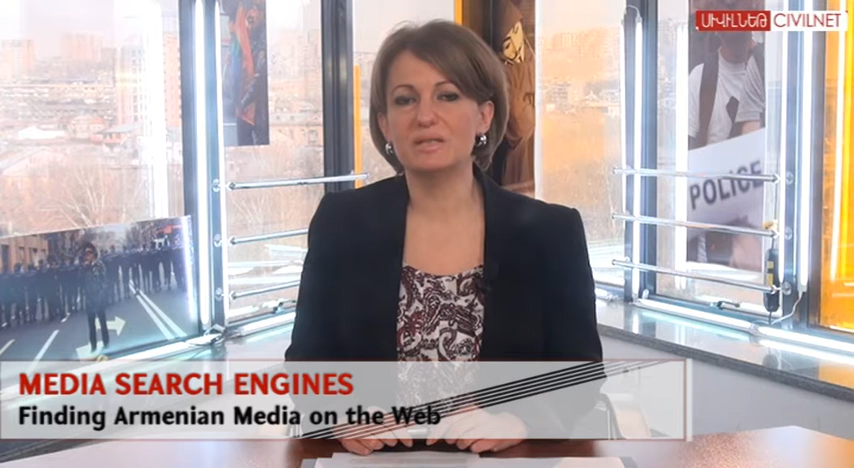 ՍԻՎԻԼՆԵԹ CIVILNET
POLICE
MEDIA SEARCH ENGINES
Finding Armenian Media on the Web